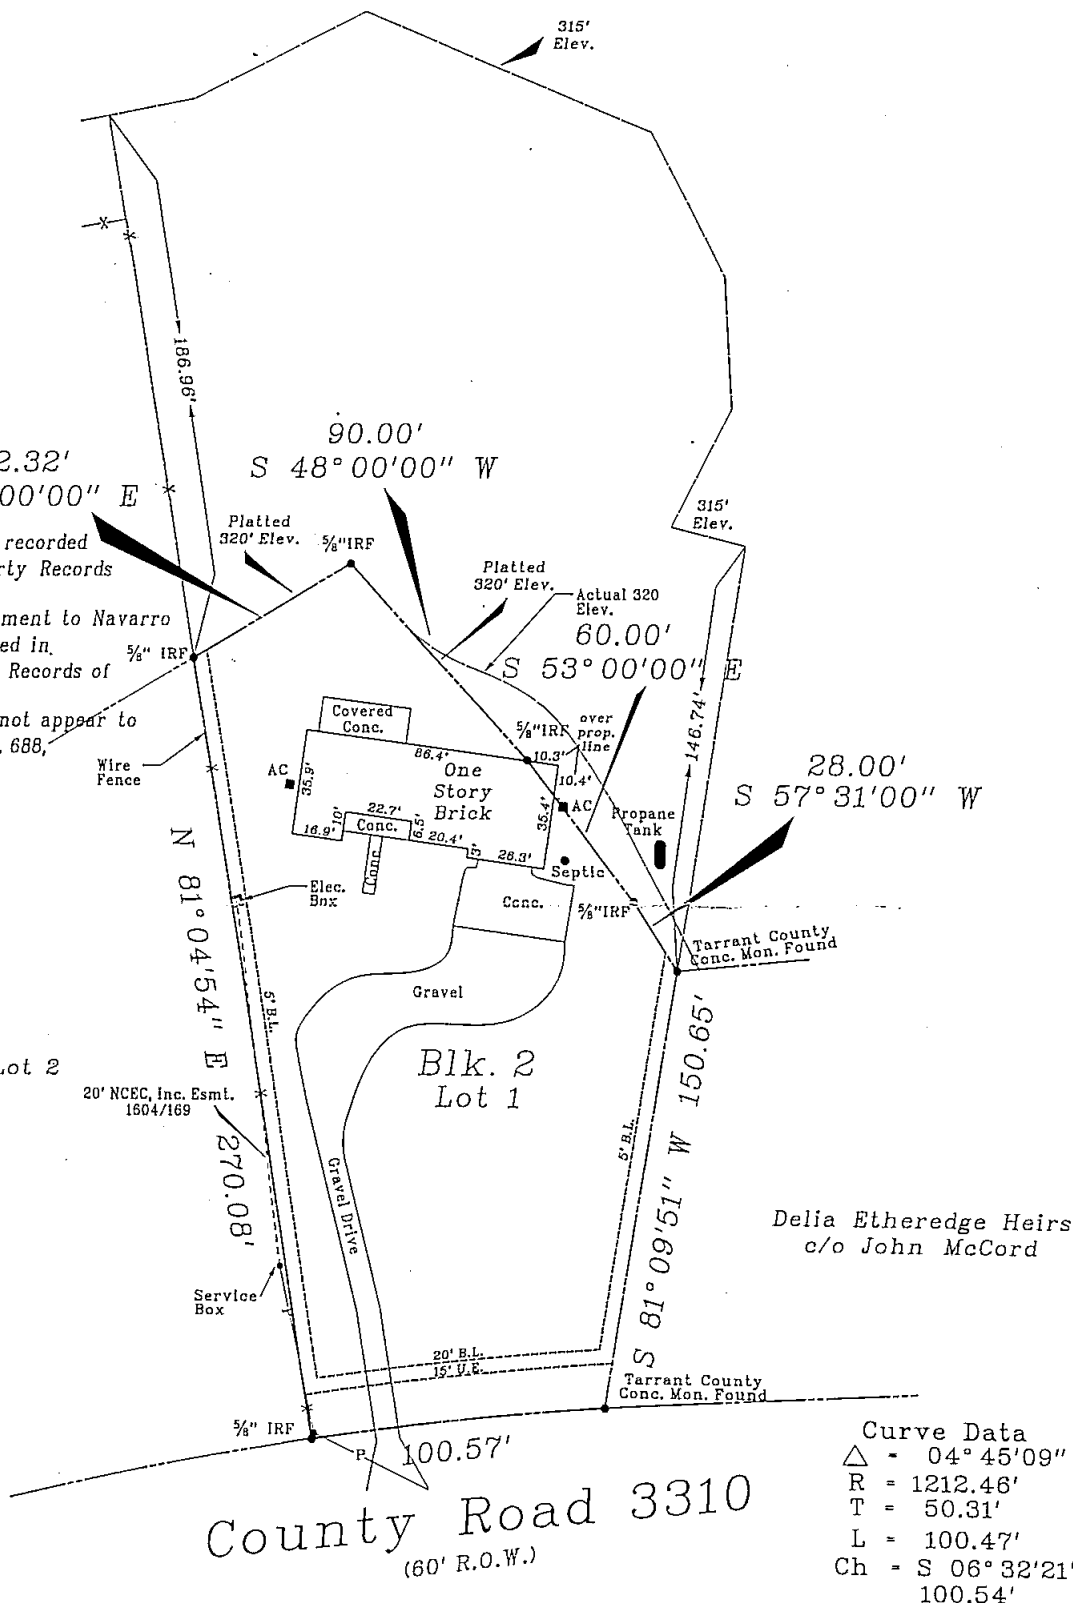 315'
Elev.
186.96'
2.32'
00'00" E
90.00'
S 48°00'00" W
Platted
320' Elev.
5/8"IRF
315'
Elev.
recorded
rty Records
Platted
320' Elev.
Actual 320
Elev.
ment to Navarro
ed in.
Records of
5/8" IRF
60.00'
S 53°00'00" E
not appear to
. 688,
Wire
Fence
Covered
Conc.
86.4'
5/8"IRF
over
prop.
line
10.3'
10.4'
146.74'
AC
35.9'
One
Story
Brick
35.4'
AC
Propane
Tank
28.00'
S 57°31'00" W
16.9'
10'
22.7'
Conc.
6.5'
20.4'
3'
26.3'
Conc.
Septic
Elec.
Box
Conc.
5/8"IRF
Tarrant County
Conc. Mon. Found
N 81°04'54" E 270.08'
5' B.L.
Gravel
Blk. 2
Lot 1
Lot 2
20' NCEC, Inc. Esmt.
1604/169
5' B.L.
S 81°09'51" W 150.65'
Gravel Drive
Delia Etheredge Heirs
c/o John McCord
Service
Box
P
20' B.L.
15' U.E.
Tarrant County
Conc. Mon. Found
5/8" IRF
P
100.57'
County Road 3310
(60' R.O.W.)
Curve Data
△ = 04°45'09"
R = 1212.46'
T = 50.31'
L = 100.47'
Ch = S 06°32'21"
100.54'